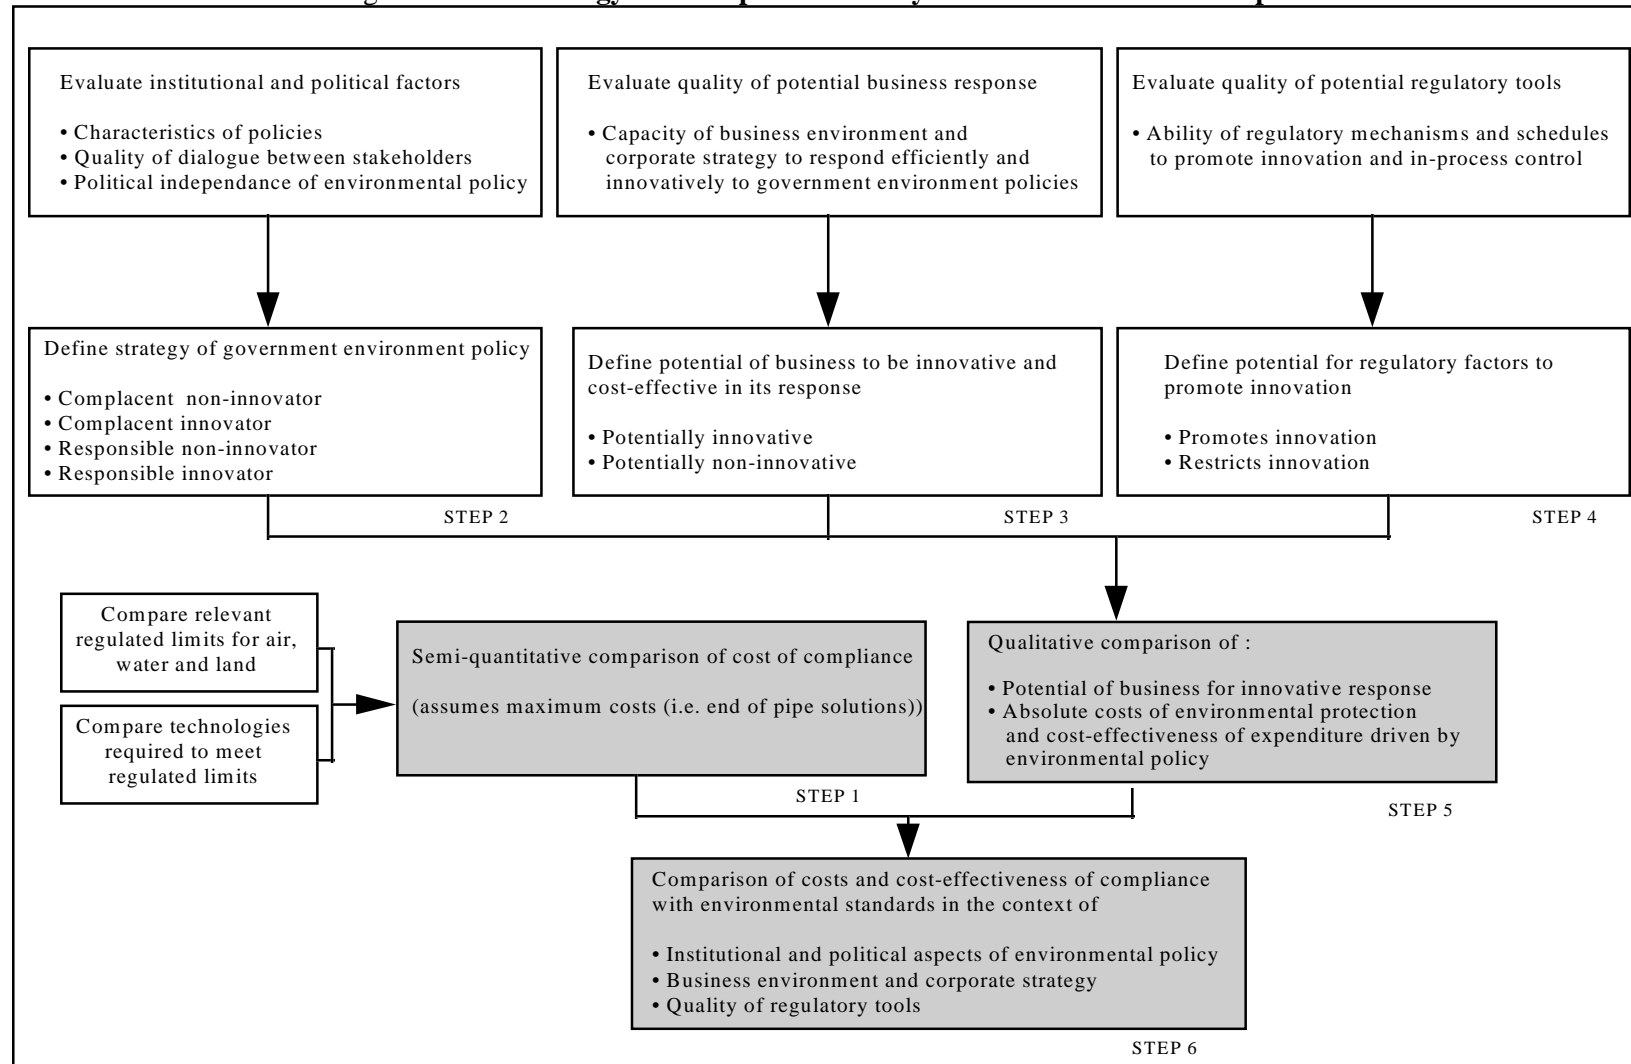 Evaluate institutional and political factors
• Characteristics of policies
• Quality of dialogue between stakeholders
• Political independance of environmental policy
Evaluate quality of potential business response
• Capacity of business environment and
corporate strategy to respond efficiently and
innovatively to government environment policies
Evaluate quality of potential regulatory tools
• Ability of regulatory mechanisms and schedules
to promote innovation and in-process control
Define strategy of government environment policy
• Complacent non-innovator
• Complacent innovator
• Responsible non-innovator
• Responsible innovator
STEP 2
Define potential of business to be innovative and
cost-effective in its response
• Potentially innovative
• Potentially non-innovative
STEP 3
Define potential for regulatory factors to
promote innovation
• Promotes innovation
• Restricts innovation
STEP 4
Compare relevant
regulated limits for air,
water and land
Compare technologies
required to meet
regulated limits
Semi-quantitative comparison of cost of compliance
(assumes maximum costs (i.e. end of pipe solutions))
STEP 1
Qualitative comparison of :
• Potential of business for innovative response
• Absolute costs of environmental protection
and cost-effectiveness of expenditure driven by
environmental policy
STEP 5
Comparison of costs and cost-effectiveness of compliance
with environmental standards in the context of
• Institutional and political aspects of environmental policy
• Business environment and corporate strategy
• Quality of regulatory tools
STEP 6